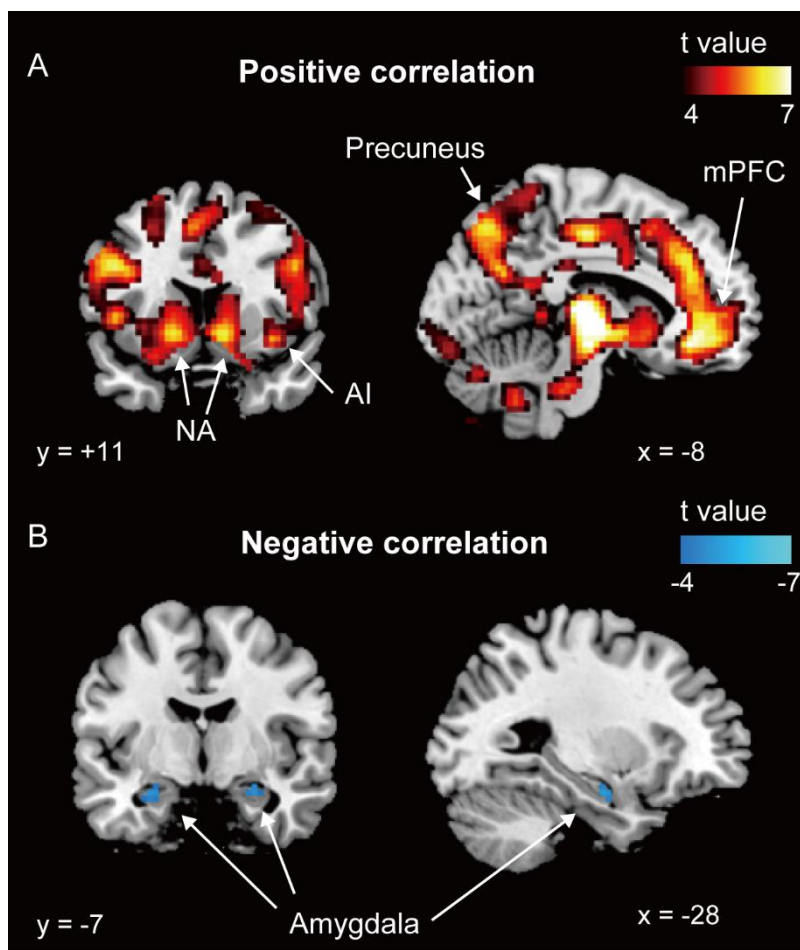 A
Positive correlation
t value
4 7
Precuneus
mPFC
AI
NA
y = +11
x = -8
B
Negative correlation
t value
-4 -7
Amygdala
y = -7
x = -28